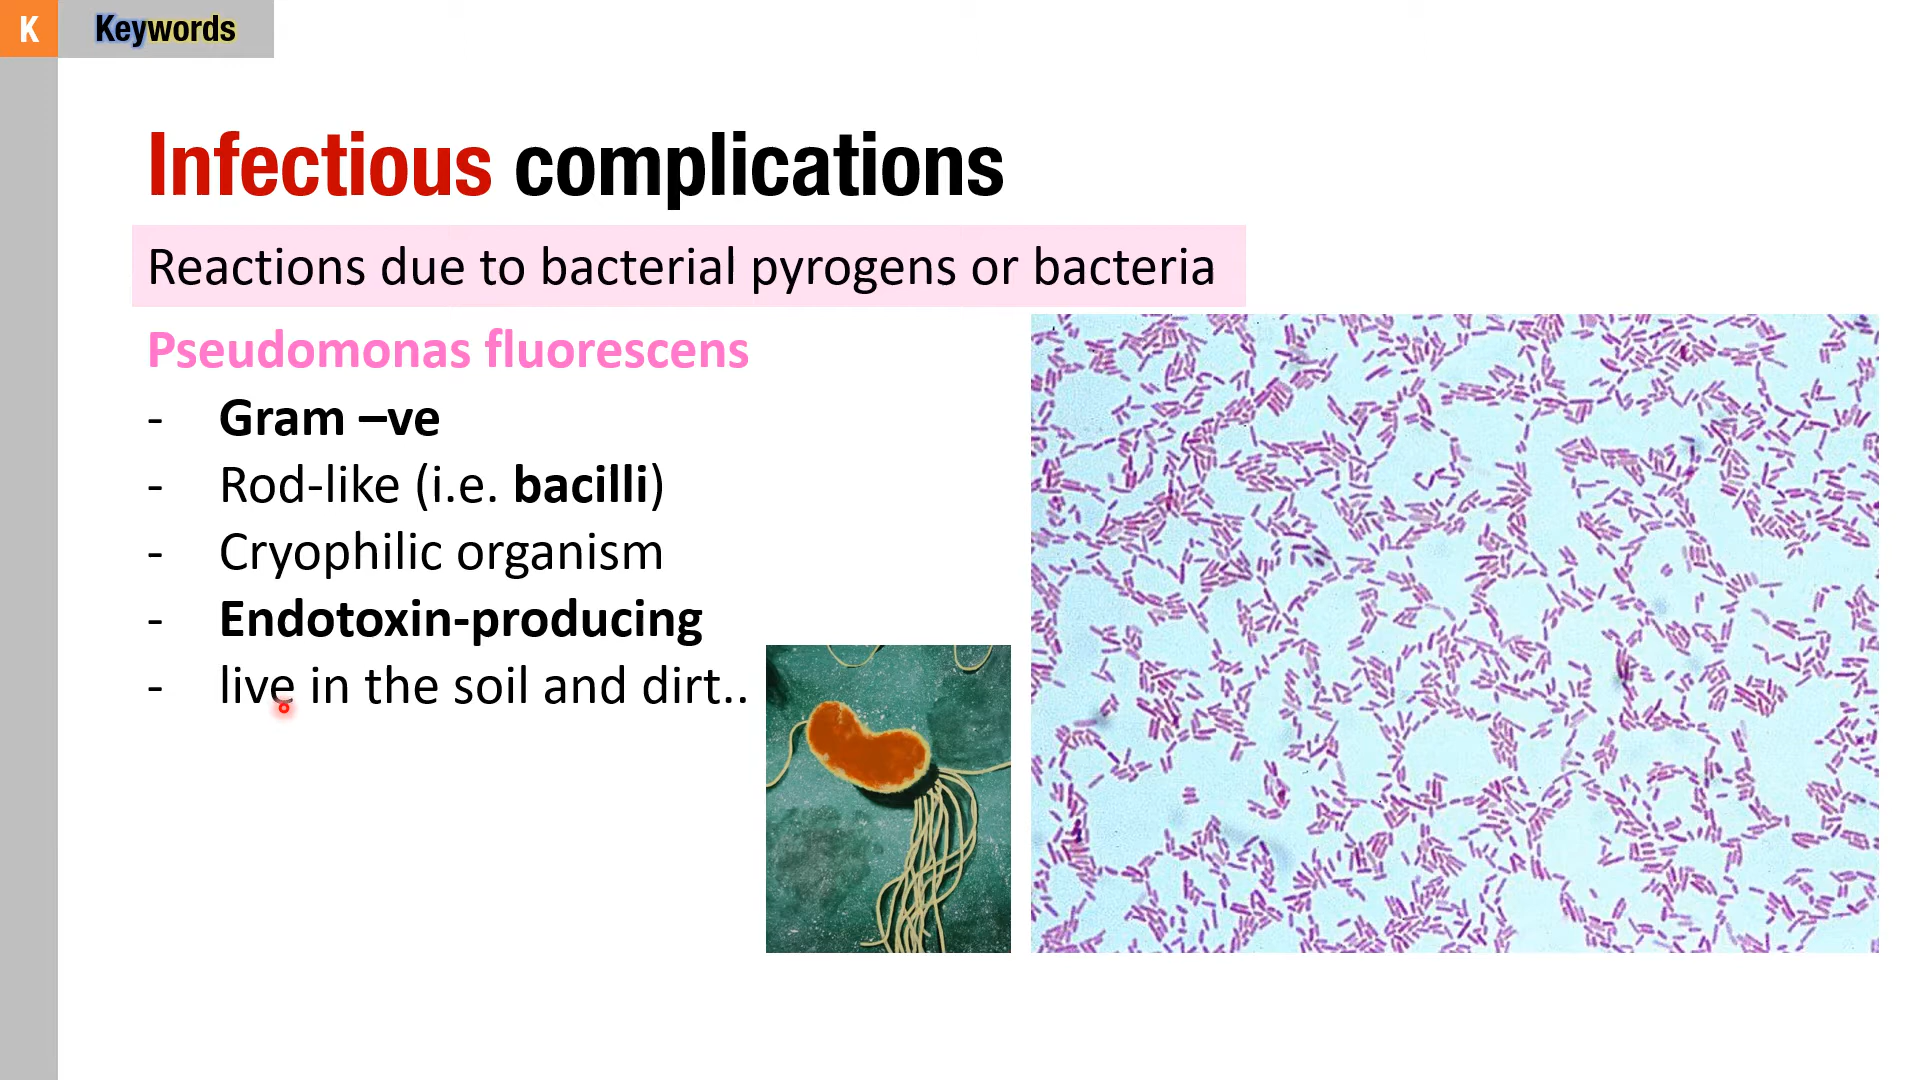 K Keywords
Infectious complications
Reactions due to bacterial pyrogens or bacteria
Pseudomonas fluorescens
- Gram –ve
- Rod-like (i.e. bacilli)
- Cryophilic organism
- Endotoxin-producing
- live in the soil and dirt..